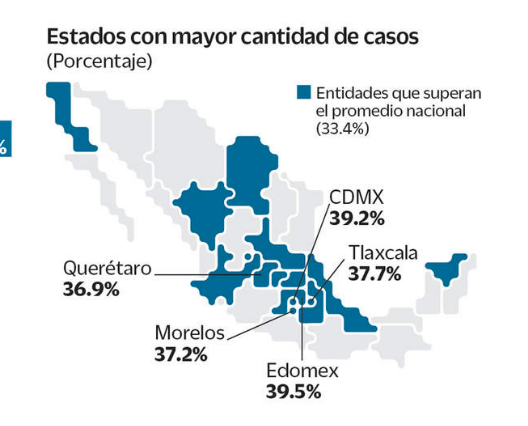 Estados con mayor cantidad de casos
(Porcentaje)
Entidades que superan
el promedio nacional
(33.4%)
%
CDMX
39.2%
Tlaxcala
37.7%
Querétaro
36.9%
Morelos
37.2%
Edomex
39.5%